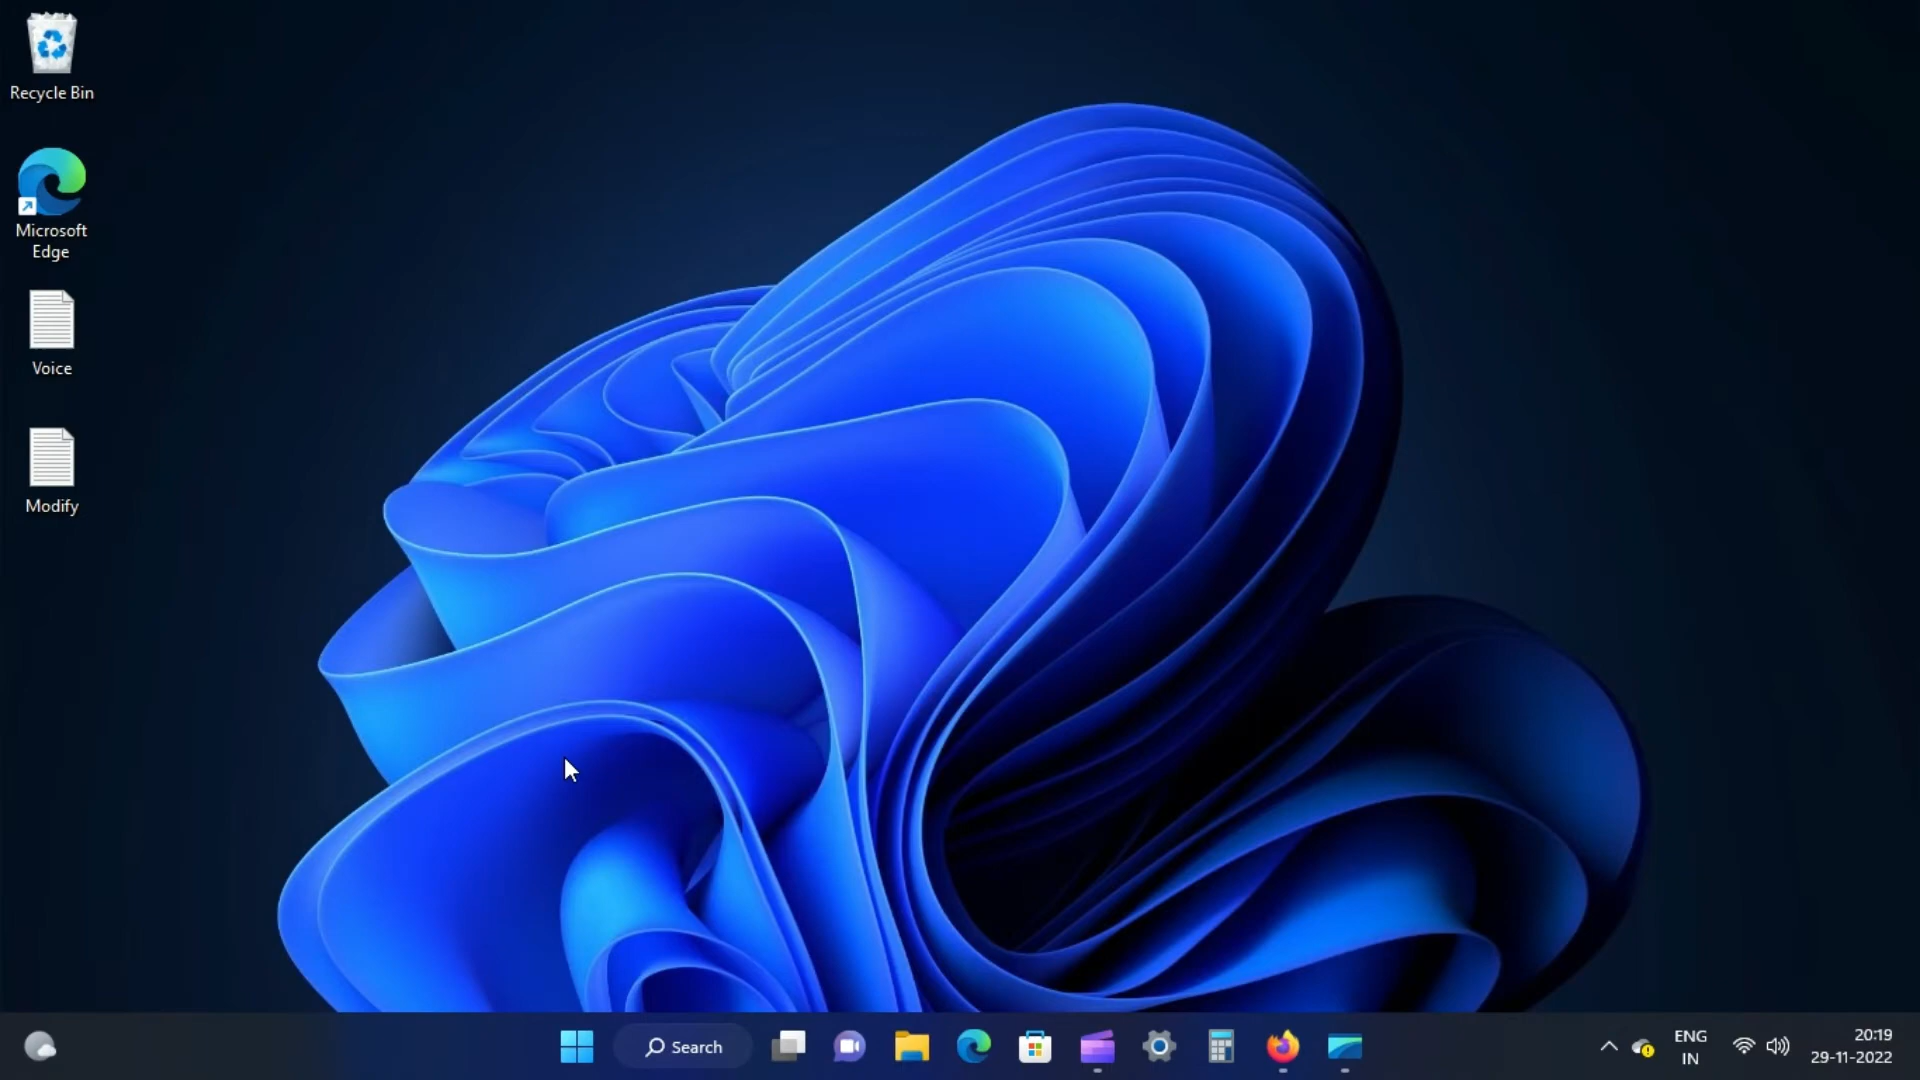 Recycle Bin
Microsoft
Edge
Voice
Modify
Search
ENG
IN
20:19
29-11-2022